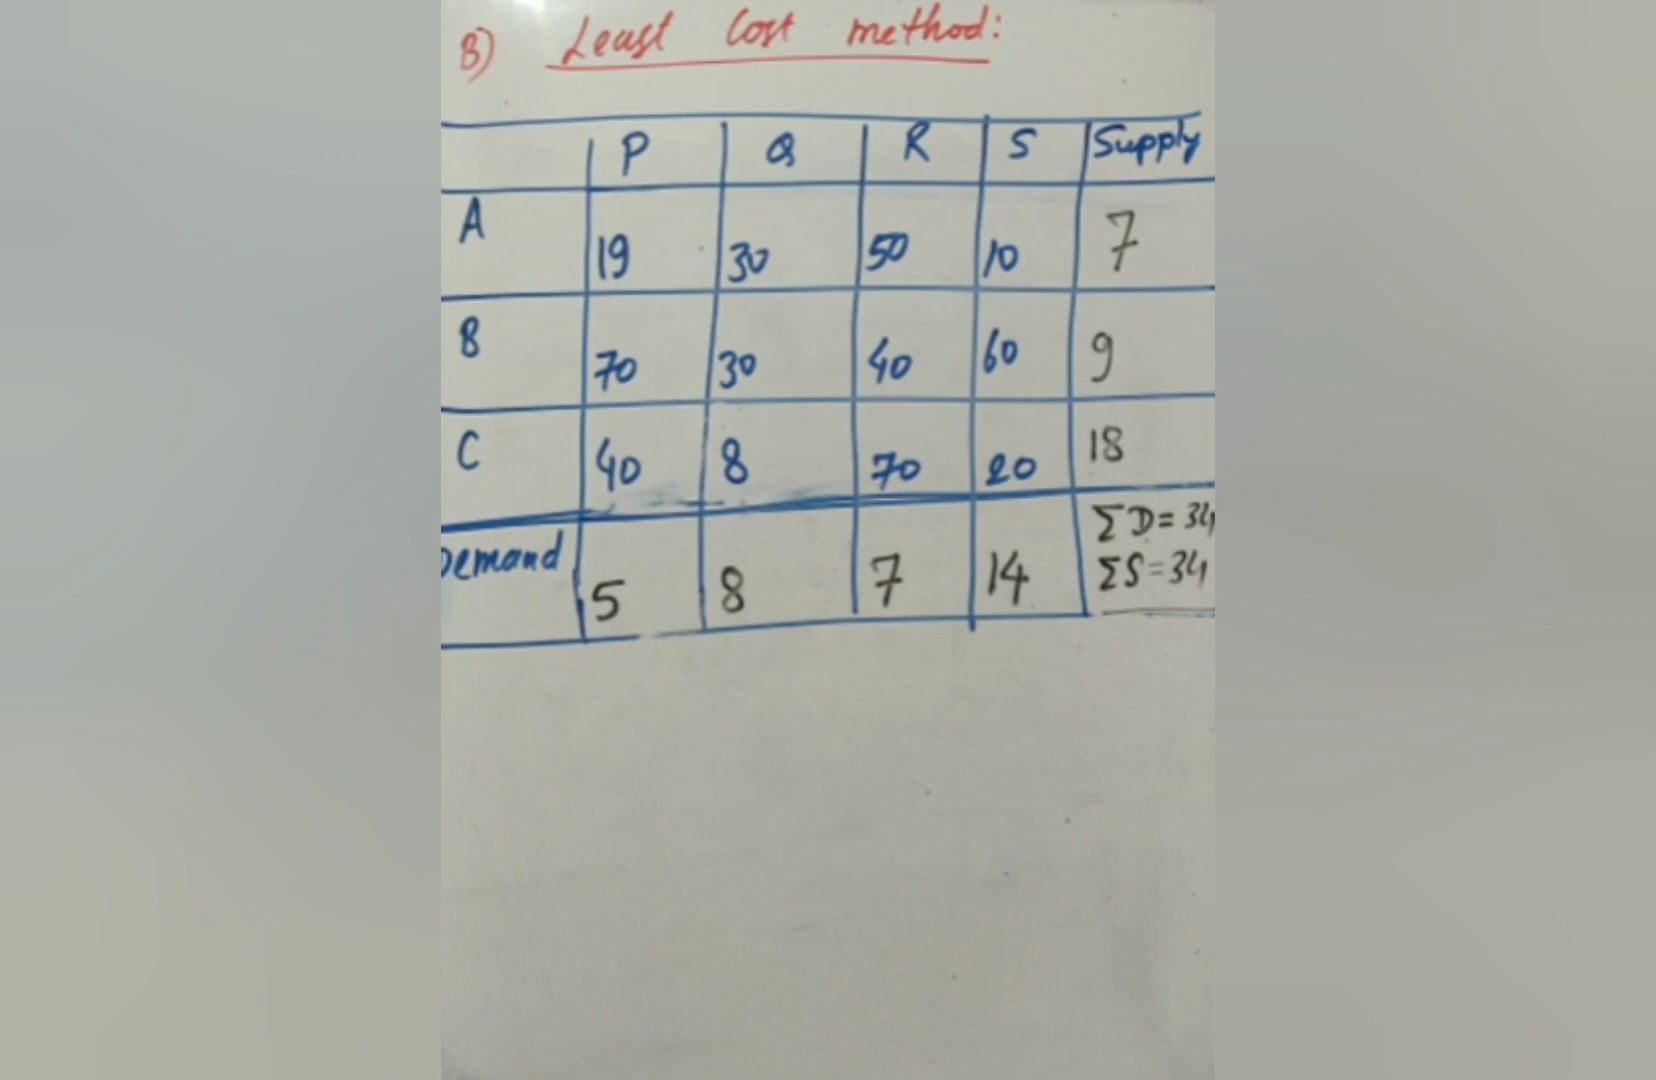 B) Least Cost method:
P Q R S Supply
A 19 30 50 10 7
B 70 30 40 60 9
C 40 8 70 20 18
Demand 5 8 7 14 ΣD=34
ΣS=34